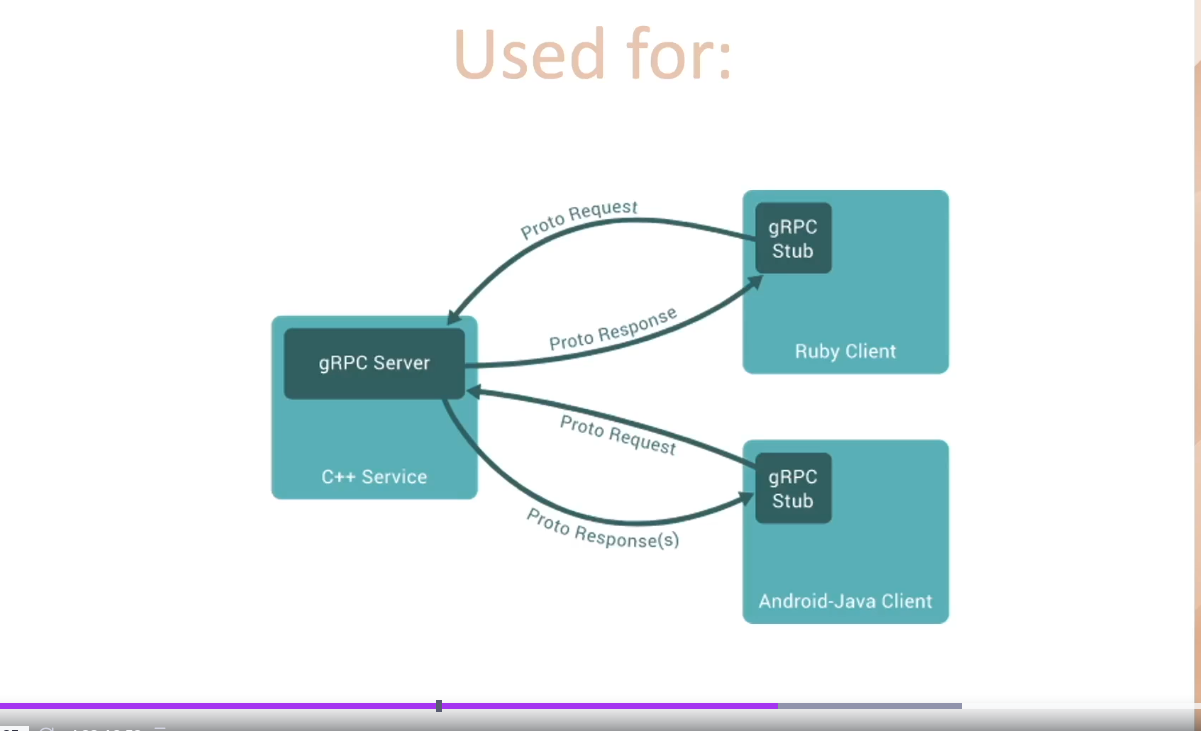 Used for:
Proto Request
gRPC
Stub
Proto Response
Ruby Client
gRPC Server
C++ Service
Proto Request
gRPC
Stub
Proto Response(s)
Android-Java Client